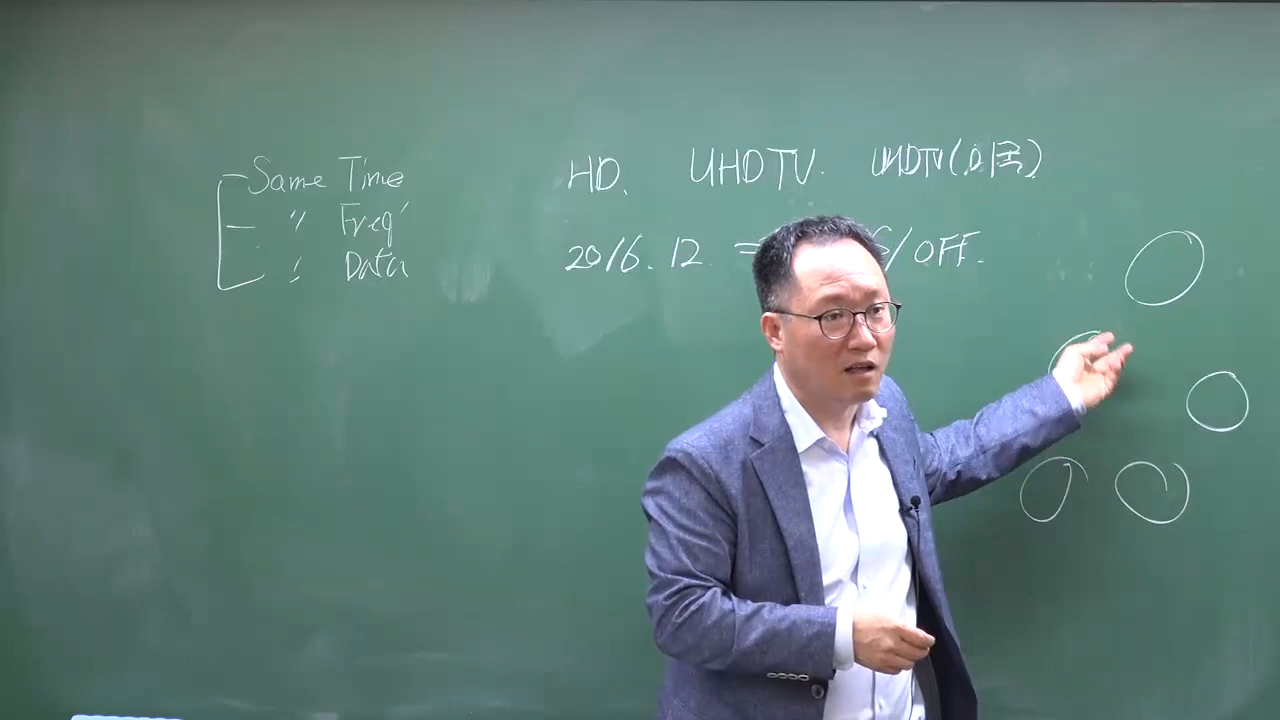 Same Time
〃 Freq'
〃 Data
HD. UHDTV. UHDTV(미국)
2016. 12 = /OFF.